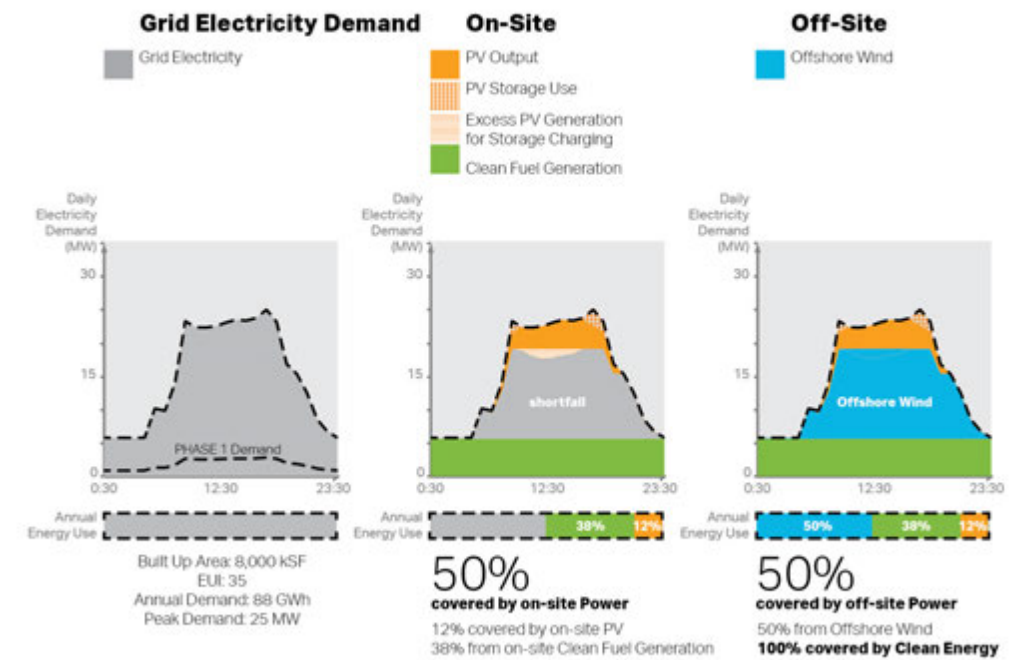 Grid Electricity Demand
Grid Electricity
On-Site
PV Output
PV Storage Use
Excess PV Generation
for Storage Charging
Clean Fuel Generation
Off-Site
Offshore Wind
Daily
Electricity
Demand
(MW)
30
15
0
PHASE 1 Demand
0:30
12:30
23:30
Annual
Energy Use
Built Up Area: 8,000 kSF
EUI: 35
Annual Demand: 88 GWh
Peak Demand: 25 MW
Daily
Electricity
Demand
(MW)
30
15
0
shortfall
0:30
12:30
23:30
Annual
Energy Use
38%
12%
50%
covered by on-site Power
12% covered by on-site PV
38% from on-site Clean Fuel Generation
Daily
Electricity
Demand
(MW)
30
15
0
Offshore Wind
0:30
12:30
23:30
Annual
Energy Use
50%
38%
12%
50%
covered by off-site Power
50% from Offshore Wind
100% covered by Clean Energy